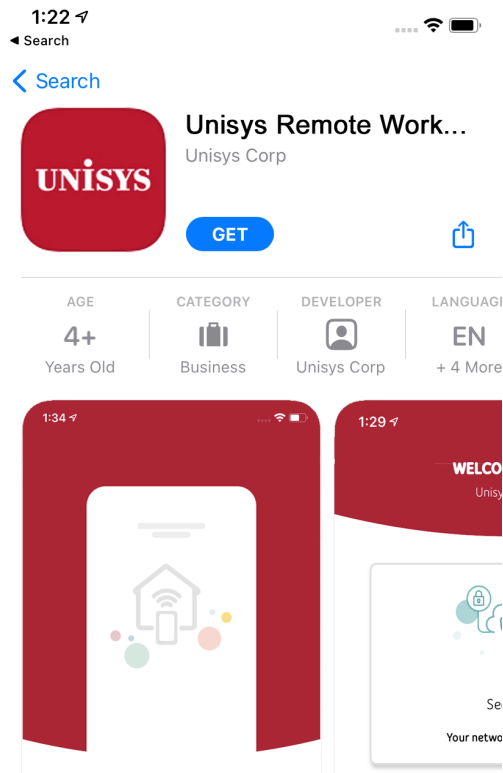 1:22
Search
Search
UNiSYS
Unisys Remote Work...
Unisys Corp
GET
AGE
4+
Years Old
CATEGORY
Business
DEVELOPER
Unisys Corp
LANGUAGE
EN
+ 4 More
1:34
1:29
WELCO
Unisy
Sec
Your netwo